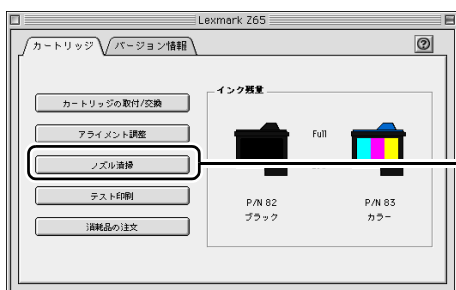 Lexmark Z65
カートリッジ
バージョン情報
?
カートリッジの取付/交換
アライメント調整
ノズル清掃
テスト印刷
消耗品の注文
インク残量
Full
P/N 82
ブラック
P/N 83
カラー